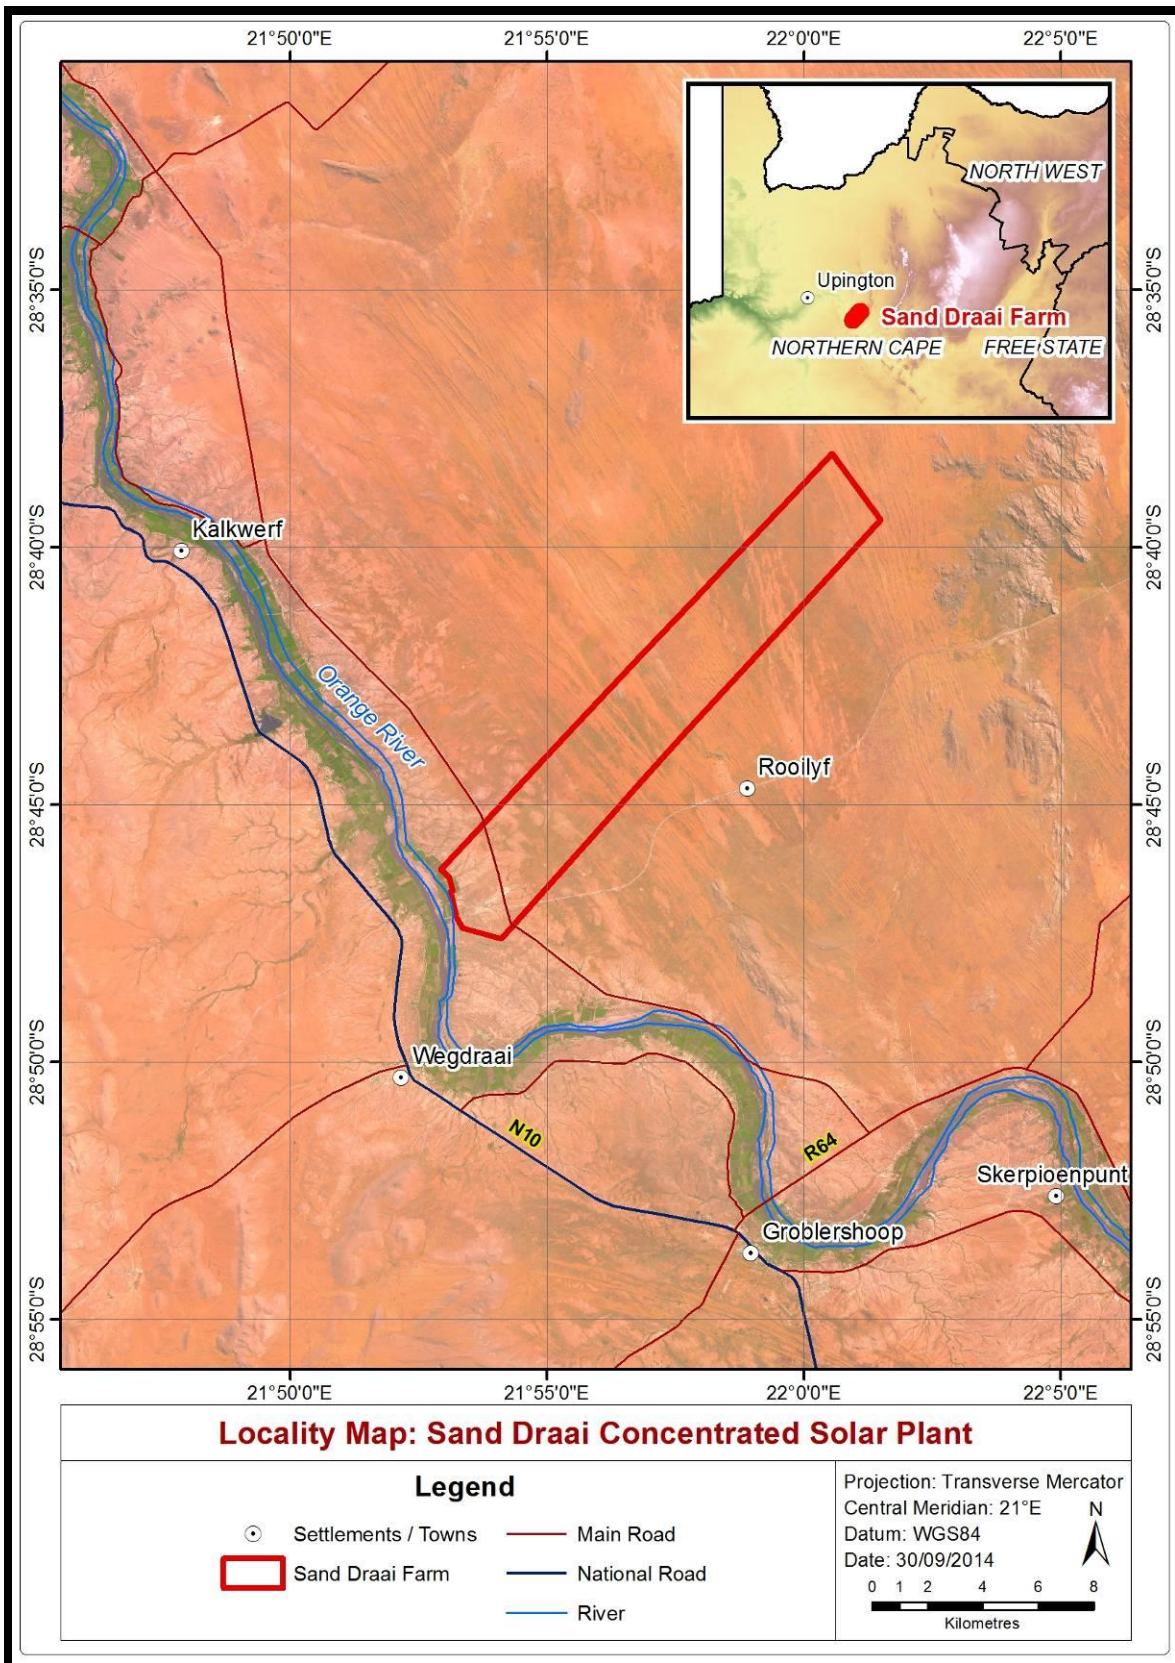 21°50'0"E
21°55'0"E
22°0'0"E
22°5'0"E
28°35'0"S
28°40'0"S
28°45'0"S
28°50'0"S
28°55'0"S
28°35'0"S
28°40'0"S
28°45'0"S
28°50'0"S
28°55'0"S
NORTH WEST
Upington
Sand Draai Farm
NORTHERN CAPE
FREE STATE
Kalkwerf
Orange River
Rooilyf
Wegdraai
N10
R64
Skerpioenpunt
Groblershoop
21°50'0"E
21°55'0"E
22°0'0"E
22°5'0"E
Locality Map: Sand Draai Concentrated Solar Plant
Legend
Settlements / Towns
Main Road
Sand Draai Farm
National Road
River
Projection: Transverse Mercator
Central Meridian: 21°E
N
Datum: WGS84
Date: 30/09/2014
0 1 2 4 6 8
Kilometres